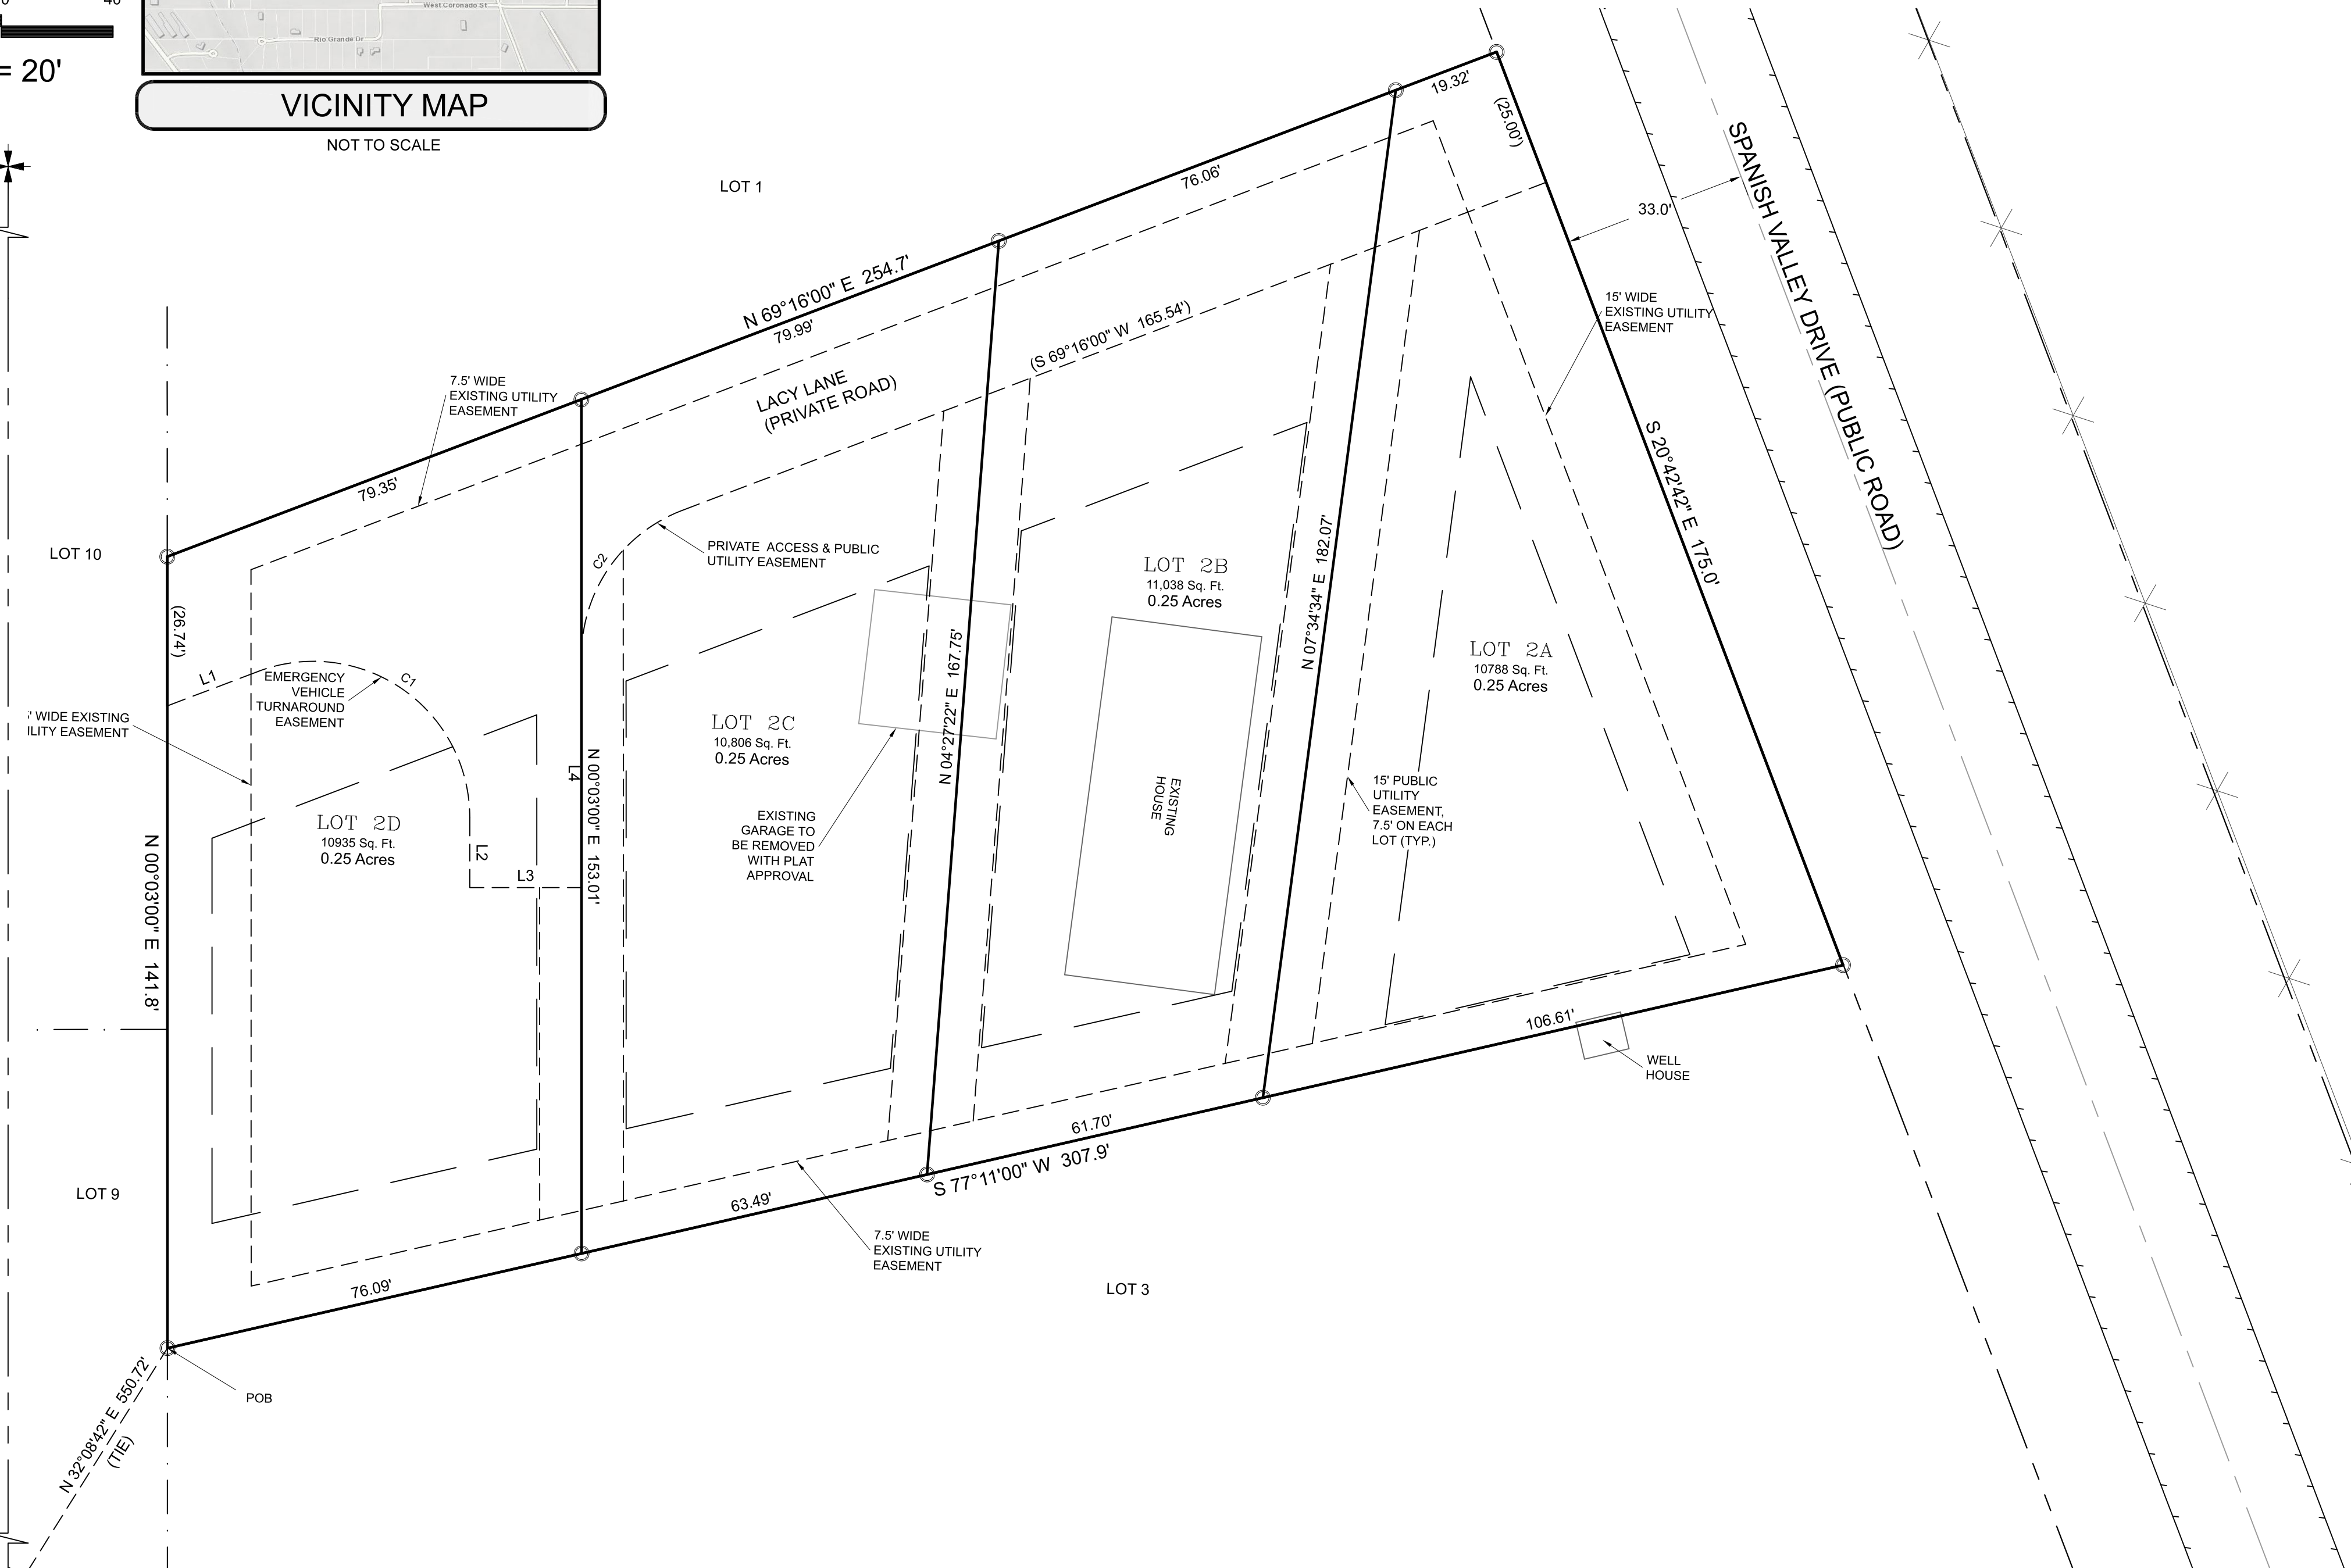 0
40
= 20'
West Coronado St
Rio Grande Dr
VICINITY MAP
NOT TO SCALE
LOT 1
19.32'
(25.00')
76.06'
33.0'
SPANISH VALLEY DRIVE (PUBLIC ROAD)
N 69°16'00" E 254.7'
79.99'
15' WIDE
EXISTING UTILITY
EASEMENT
(S 69°16'00" W 165.54')
LACY LANE
(PRIVATE ROAD)
7.5' WIDE
EXISTING UTILITY
EASEMENT
79.35'
S 20°42'42" E 175.0'
LOT 10
(26.74')
C2
PRIVATE ACCESS & PUBLIC
UTILITY EASEMENT
LOT 2B
11,038 Sq. Ft.
0.25 Acres
N 07°34'34" E 182.07'
LOT 2A
10788 Sq. Ft.
0.25 Acres
L1
C1
EMERGENCY
VEHICLE
TURNAROUND
EASEMENT
' WIDE EXISTING
ILITY EASEMENT
N 04°27'22" E 167.75'
LOT 2C
10,806 Sq. Ft.
0.25 Acres
L4
N 00°03'00" E 153.01'
EXISTING
HOUSE
15' PUBLIC
UTILITY
EASEMENT,
7.5' ON EACH
LOT (TYP.)
LOT 2D
10935 Sq. Ft.
0.25 Acres
EXISTING
GARAGE TO
BE REMOVED
WITH PLAT
APPROVAL
L2
L3
N 00°03'00" E 141.8'
106.61'
WELL
HOUSE
61.70'
S 77°11'00" W 307.9'
LOT 9
63.49'
7.5' WIDE
EXISTING UTILITY
EASEMENT
76.09'
LOT 3
POB
N 32°08'42" E 550.72'
(TIE)